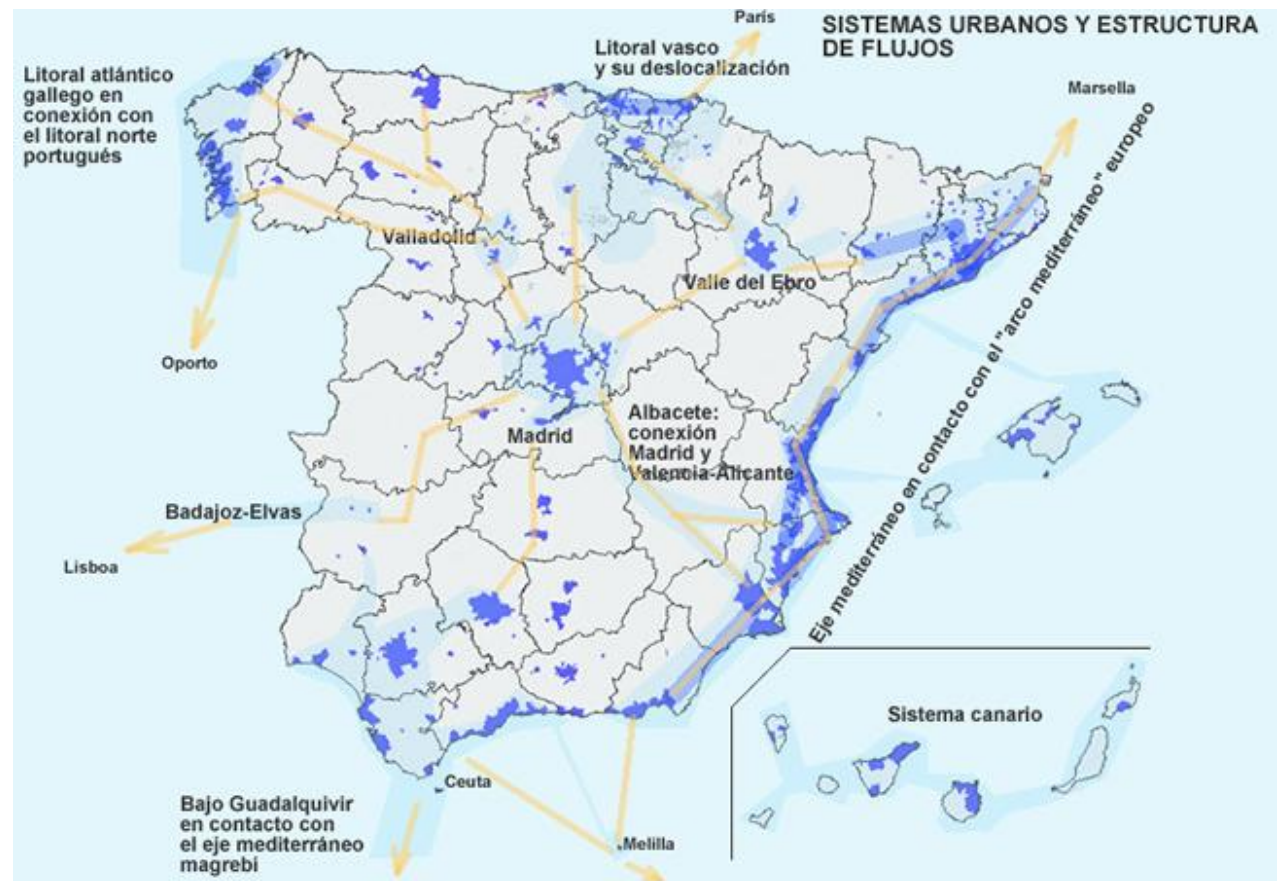 SISTEMAS URBANOS Y ESTRUCTURA
DE FLUJOS
París
Litoral vasco
y su deslocalización
Litoral atlántico
gallego en
conexión con
el litoral norte
portugués
Marsella
Eje mediterráneo en contacto con el "arco mediterráneo" europeo
Valladolid
Valle del Ebro
Oporto
Madrid
Albacete:
conexión
Madrid y
Valencia-Alicante
Badajoz-Elvas
Lisboa
Sistema canario
Ceuta
Bajo Guadalquivir
en contacto con
el eje mediterráneo
magrebí
Melilla